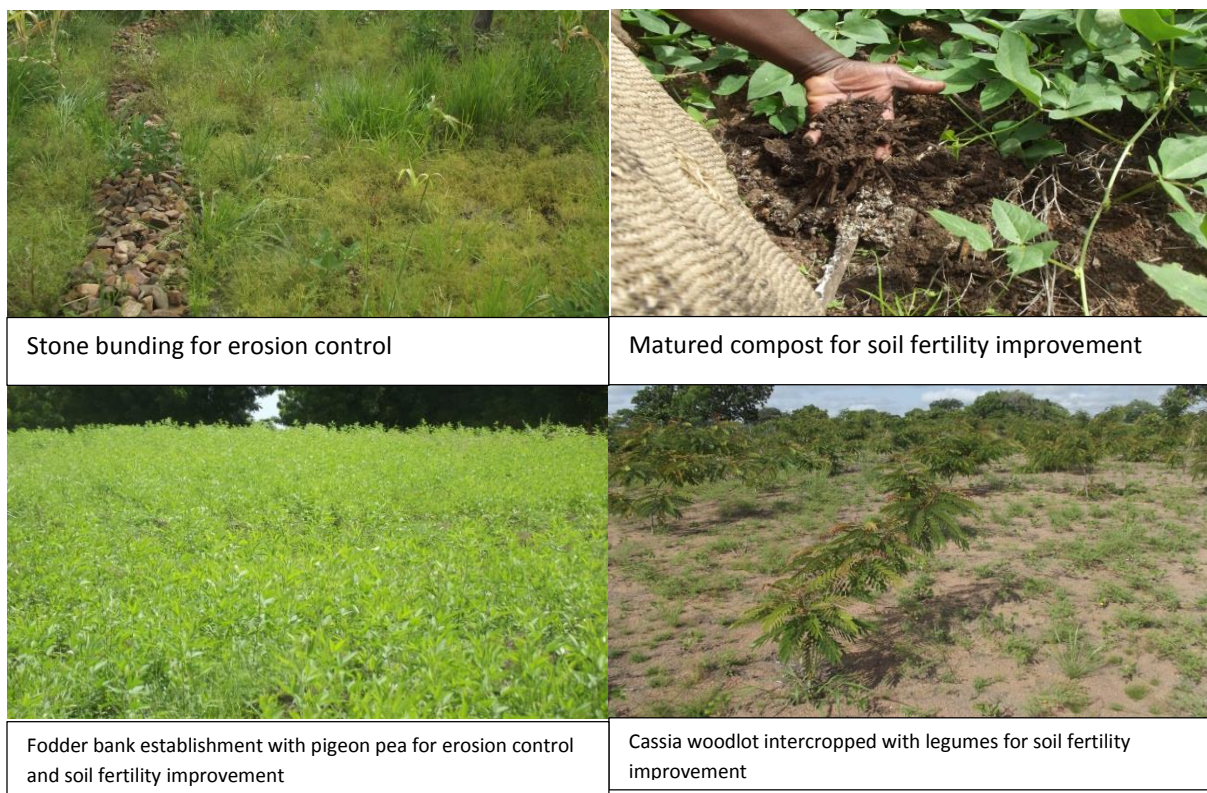 Stone bunding for erosion control
Matured compost for soil fertility improvement
Fodder bank establishment with pigeon pea for erosion control
and soil fertility improvement
Cassia woodlot intercropped with legumes for soil fertility
improvement